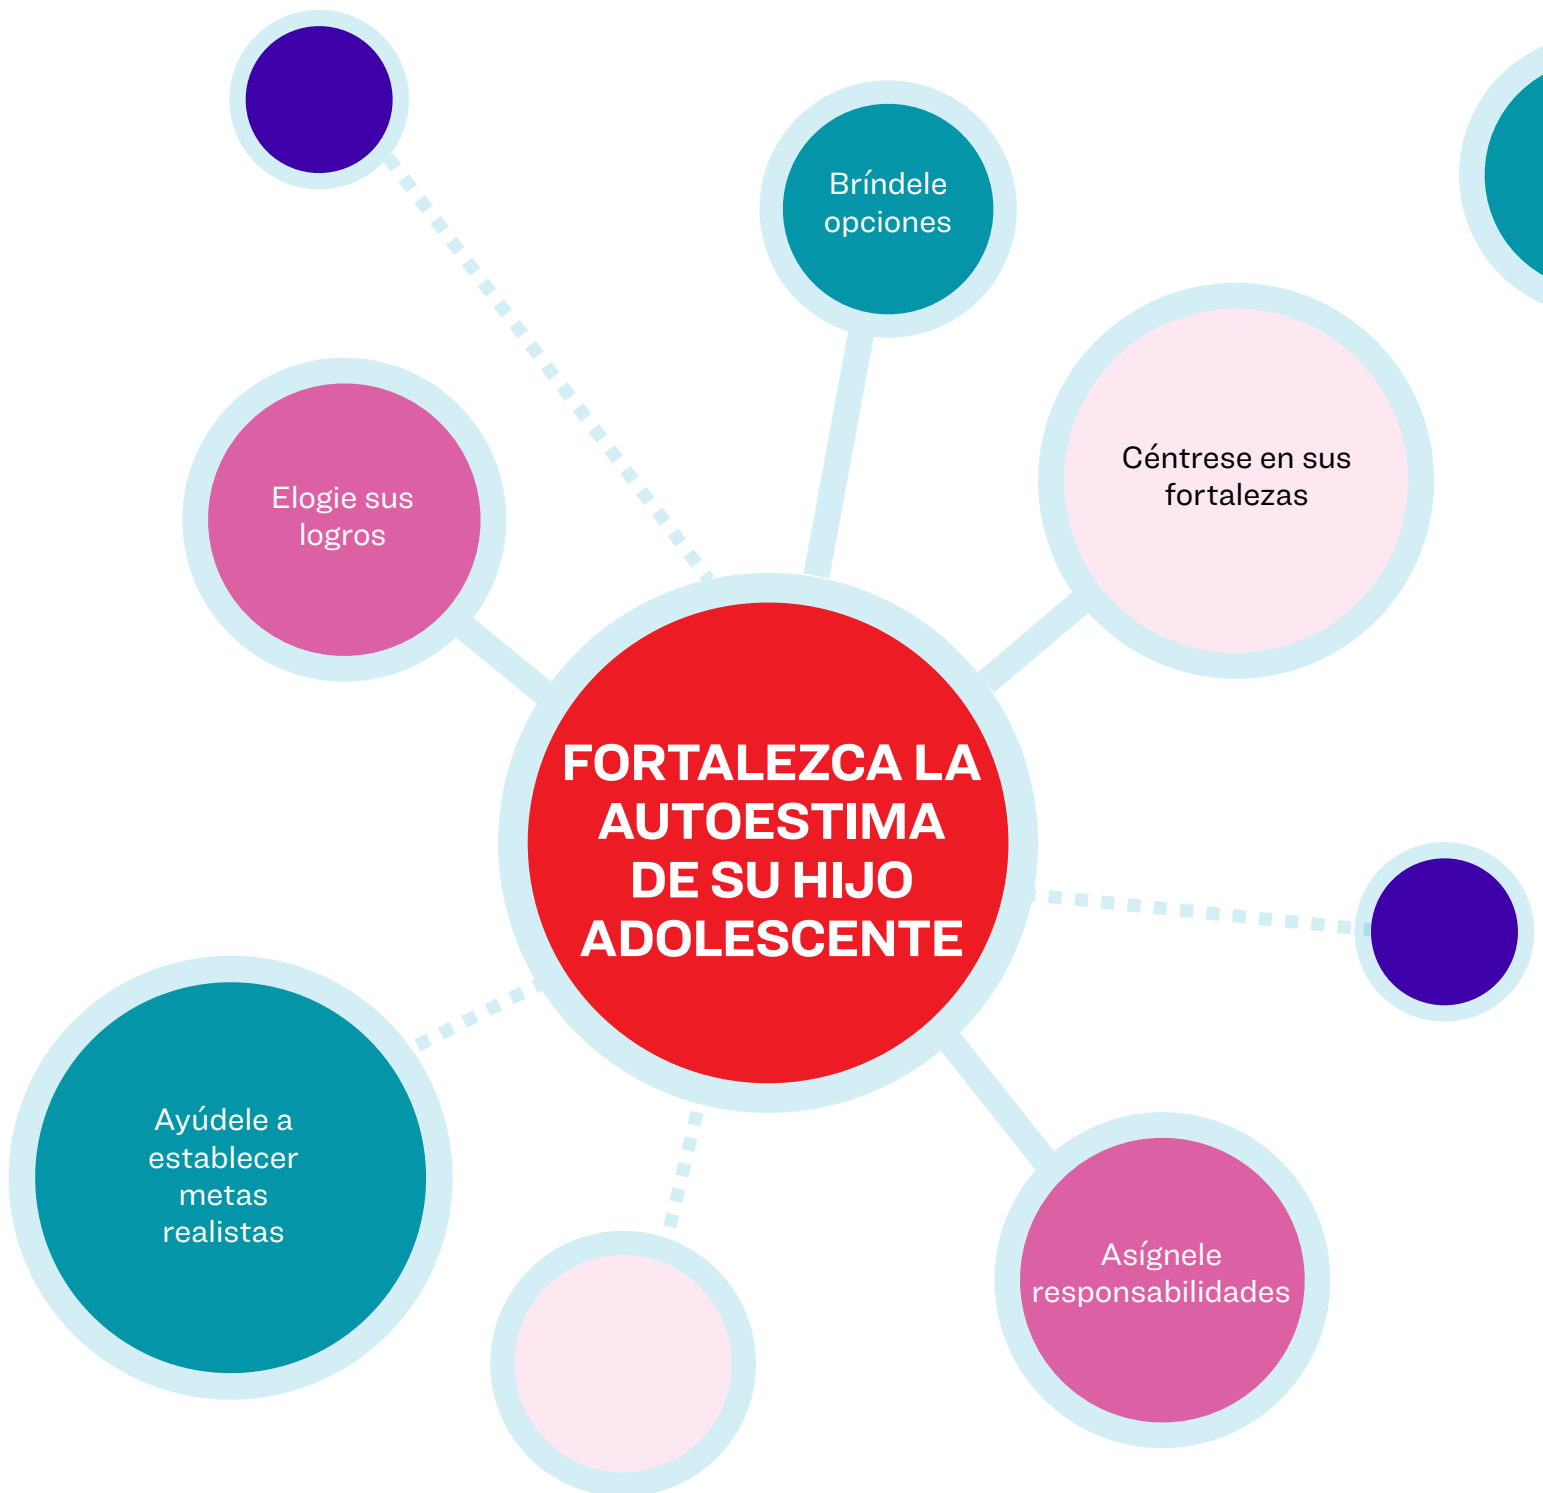 Bríndele
opciones
Céntrese en sus
fortalezas
Elogie sus
logros
FORTALEZCA LA
AUTOESTIMA
DE SU HIJO
ADOLESCENTE
Ayúdele a
establecer
metas
realistas
Asígnele
responsabilidades